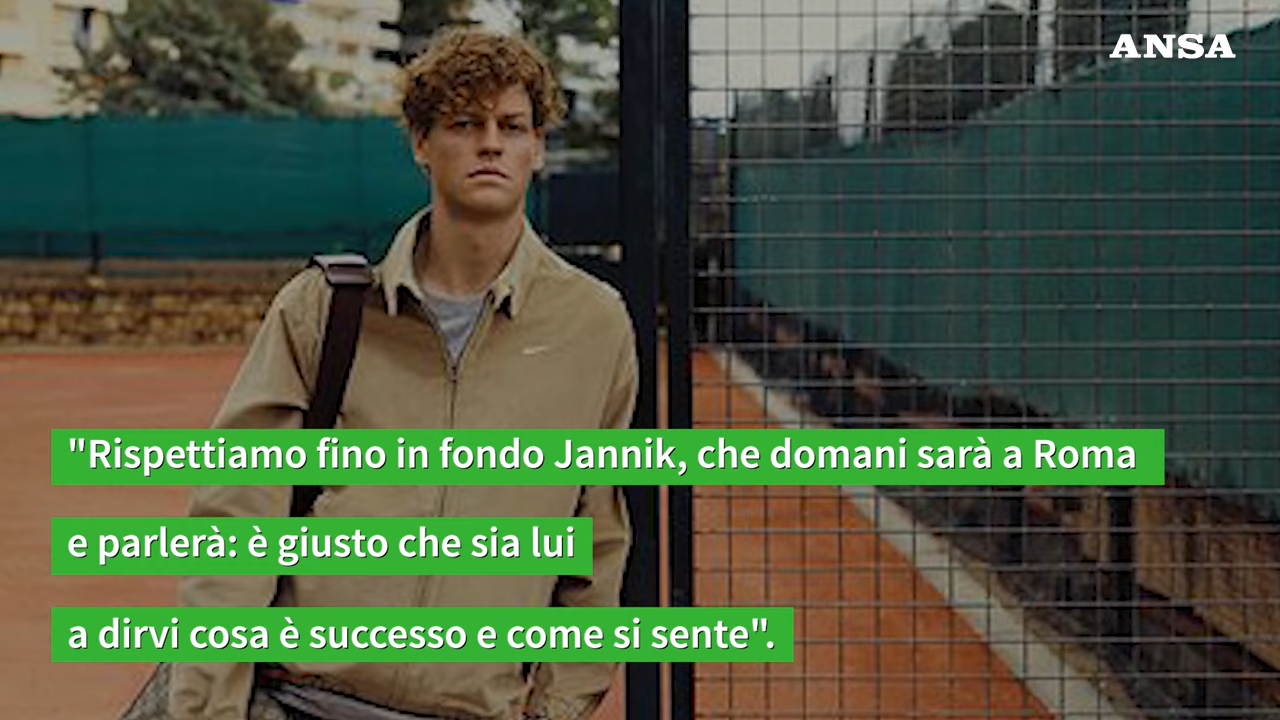 ANSA
"Rispettiamo fino in fondo Jannik, che domani sarà a Roma
e parlerà: è giusto che sia lui
a dirvi cosa è successo e come si sente".